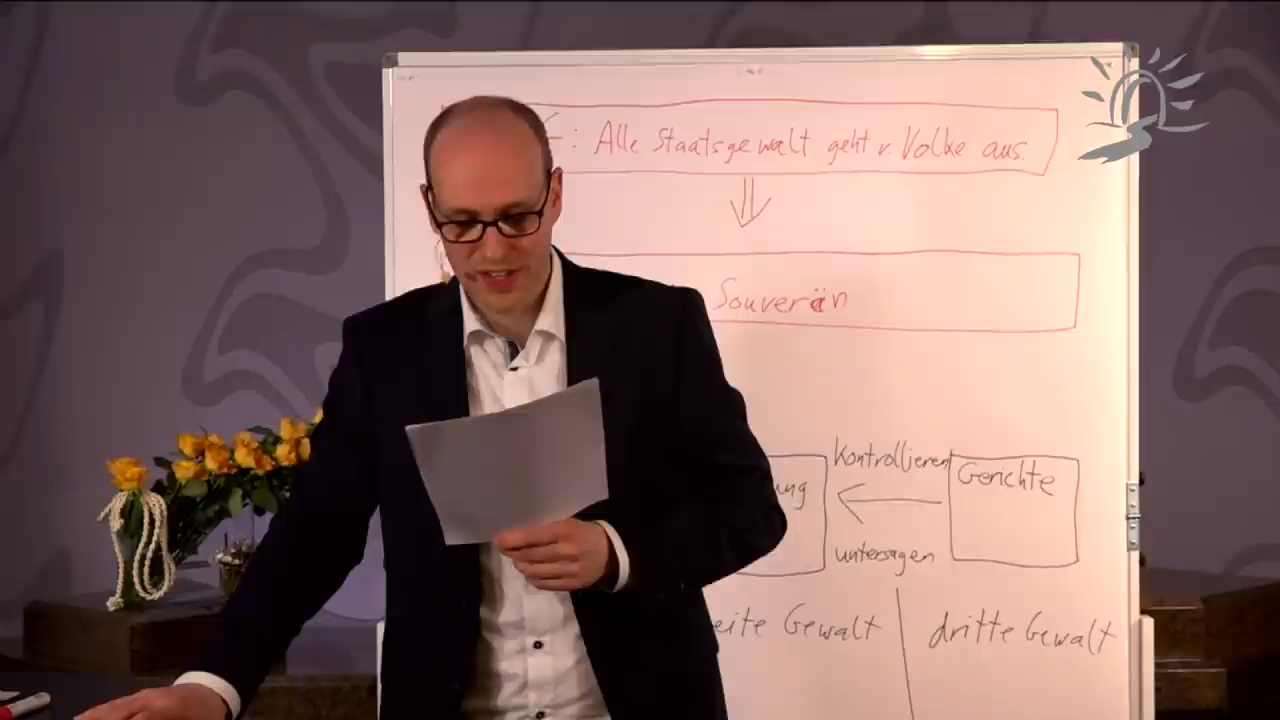 : Alle Staatsgewalt geht v. Volke aus.
Souverän
Kontrollieren
Gerichte
ung
untersagen
eite Gewalt
dritte Gewalt